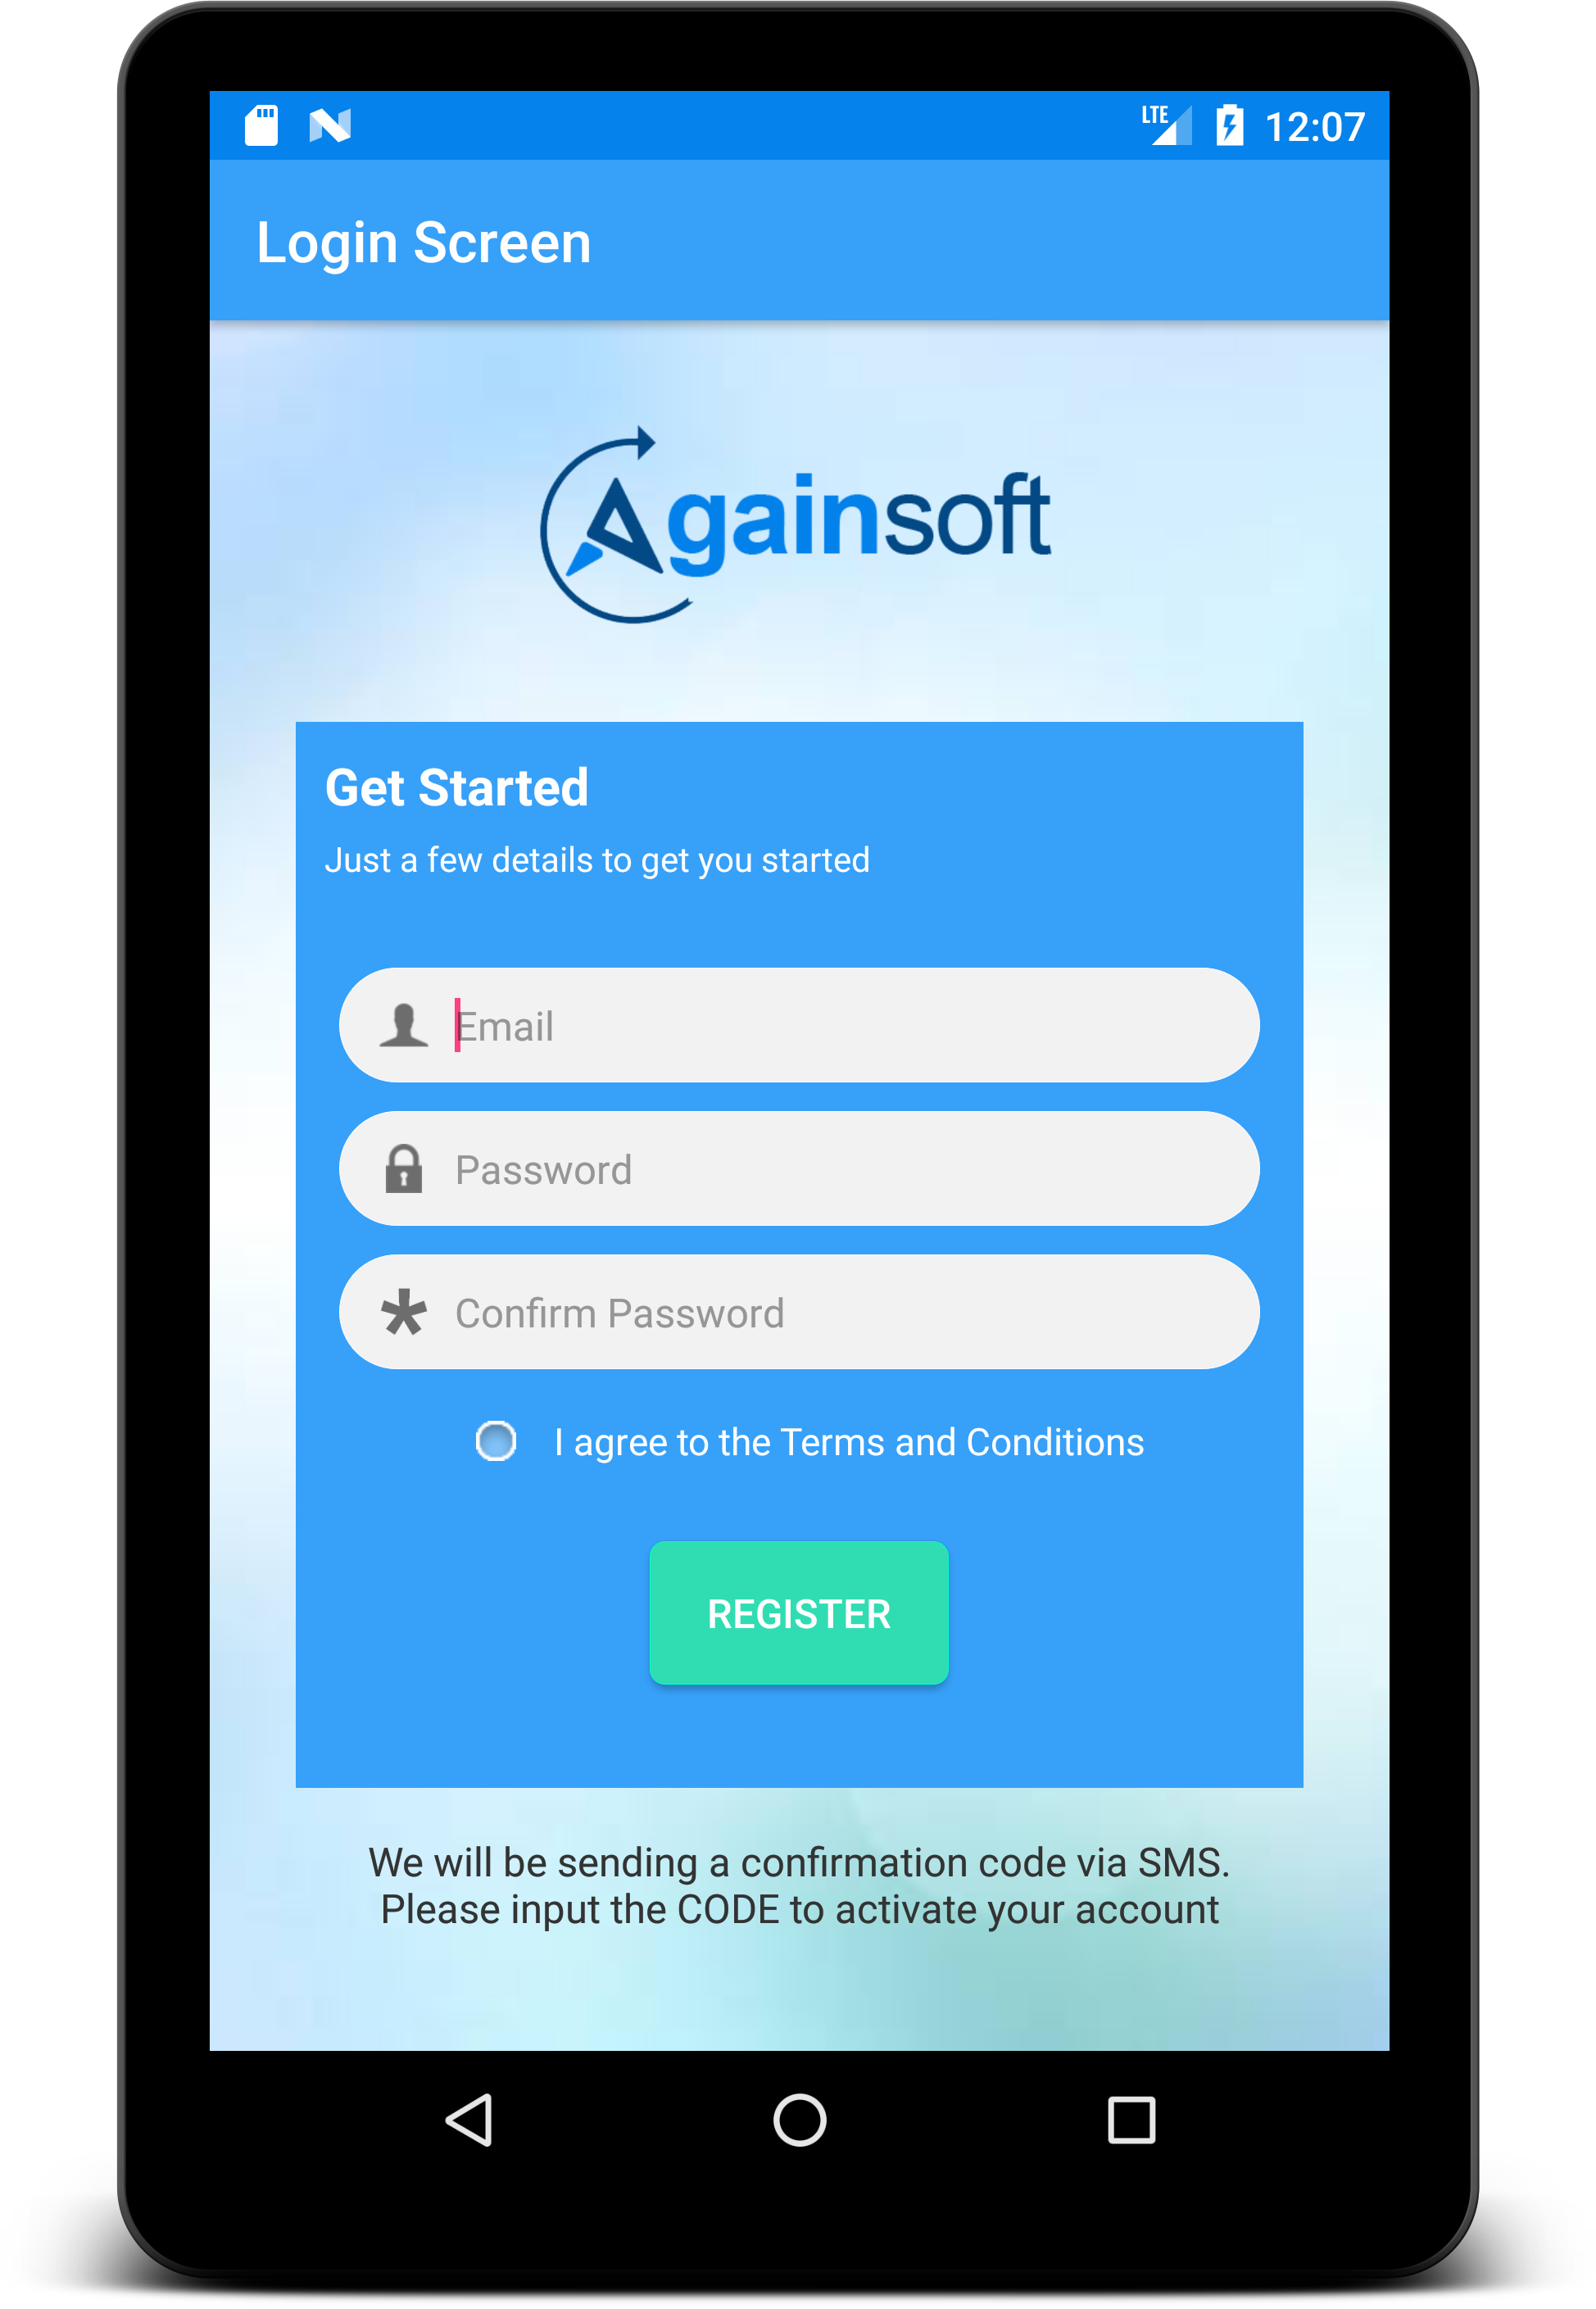 LTE 12:07
Login Screen
Againsoft
Get Started
Just a few details to get you started
Email
Password
Confirm Password
I agree to the Terms and Conditions
REGISTER
We will be sending a confirmation code via SMS.
Please input the CODE to activate your account